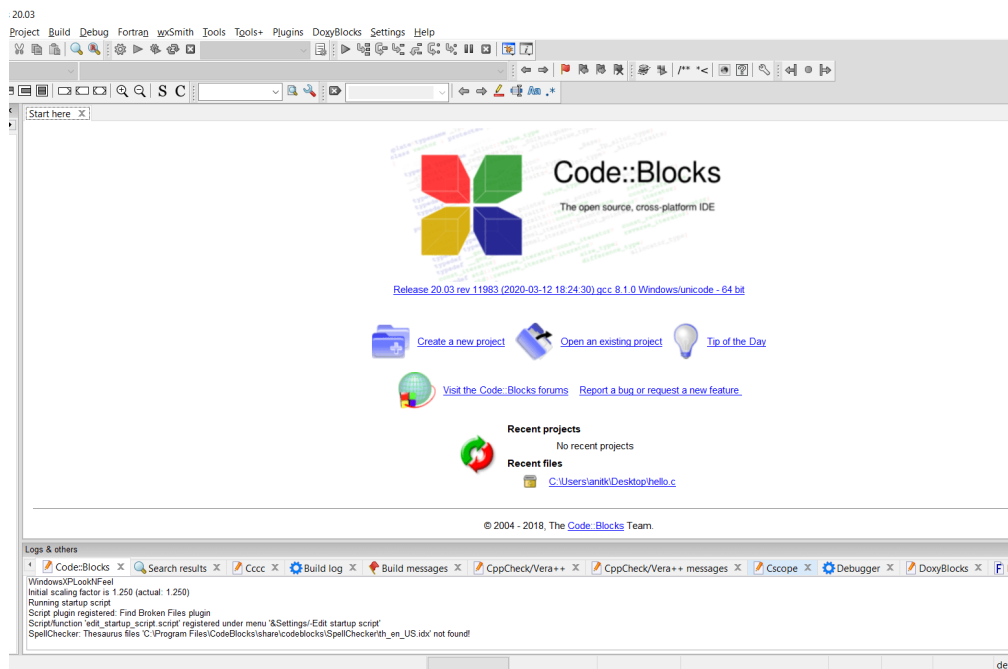 20.03
Project Build Debug Fortran wxSmith Tools Tools+ Plugins DoxyBlocks Settings Help
/** *<
S C
Aa .*
Start here X
Code::Blocks
The open source, cross-platform IDE
Release 20.03 rev 11983 (2020-03-12 18:24:30) gcc 8.1.0 Windows/unicode - 64 bit
Create a new project Open an existing project Tip of the Day
Visit the Code::Blocks forums Report a bug or request a new feature
Recent projects
No recent projects
Recent files
C:\Users\anitk\Desktop\hello.c
© 2004 - 2018, The Code::Blocks Team.
Logs & others
Code::Blocks X Search results X Cccc X Build log X Build messages X CppCheck/Vera++ X CppCheck/Vera++ messages X Cscope X Debugger X DoxyBlocks X F
WindowsXPLookNFeel
Initial scaling factor is 1.250 (actual: 1.250)
Running startup script
Script plugin registered: Find Broken Files plugin
Script/function 'edit_startup_script.script' registered under menu '&Settings/-Edit startup script'
SpellChecker: Thesaurus files 'C:\Program Files\CodeBlocks\share\codeblocks\SpellChecker\th_en_US.idx' not found!
de